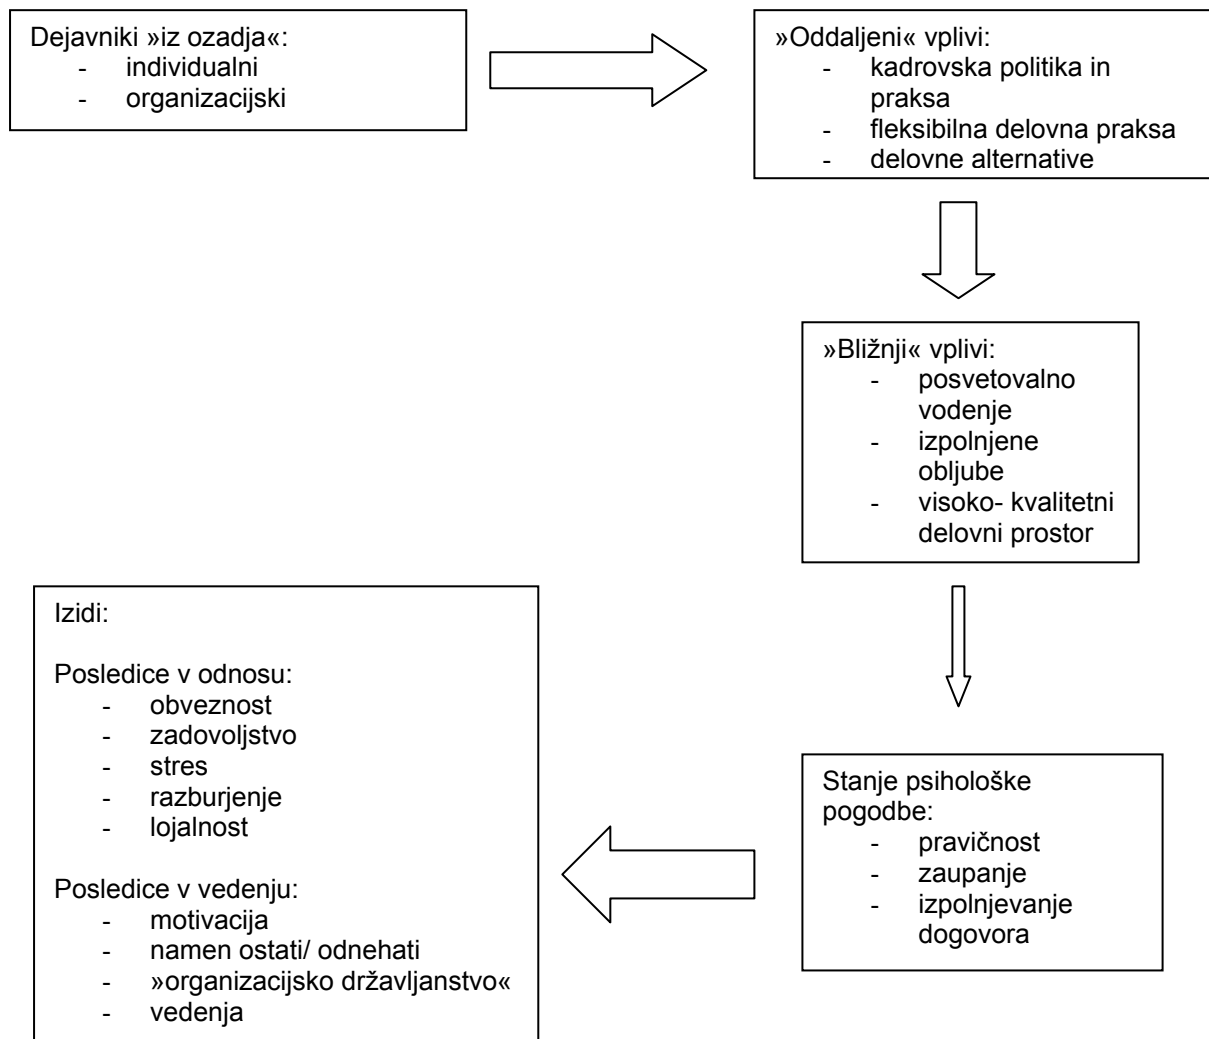 Dejavniki »iz ozadja«:
- individualni
- organizacijski
»Oddaljeni« vplivi:
- kadrovska politika in
praksa
- fleksibilna delovna praksa
- delovne alternative
»Bližnji« vplivi:
- posvetovalno
vodenje
- izpolnjene
obljube
- visoko- kvalitetni
delovni prostor
Stanje psihološke
pogodbe:
- pravičnost
- zaupanje
- izpolnjevanje
dogovora
Izidi:
Posledice v odnosu:
- obveznost
- zadovoljstvo
- stres
- razburjenje
- lojalnost
Posledice v vedenju:
- motivacija
- namen ostati/ odnehati
- »organizacijsko državljanstvo«
- vedenja